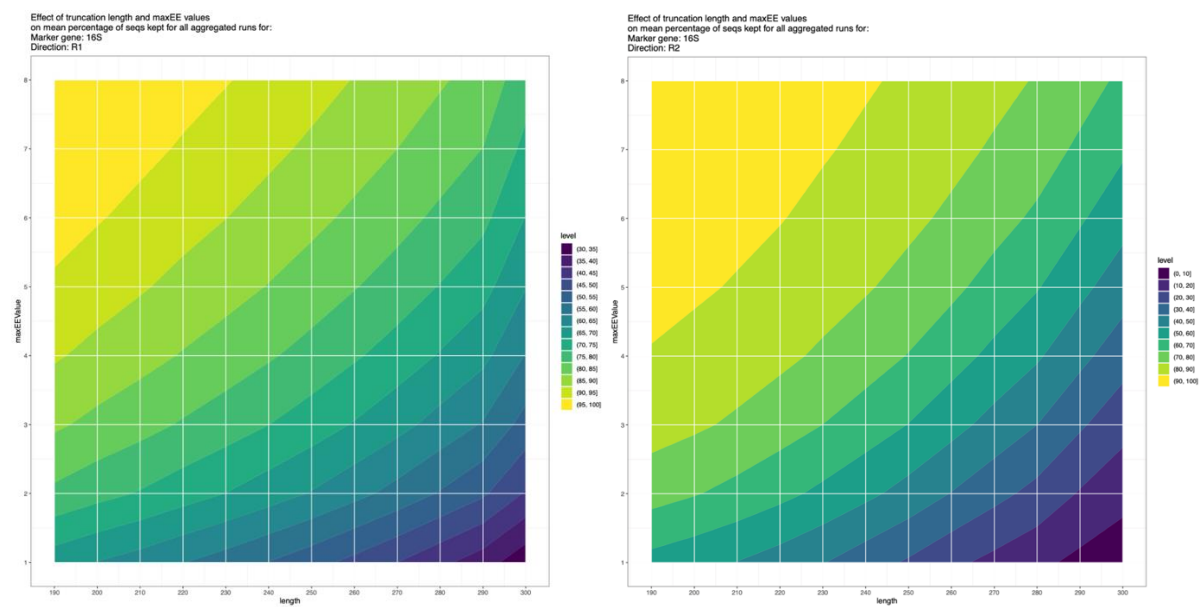 Effect of truncation length and maxEE values
on mean percentage of seqs kept for all aggregated runs for:
Marker gene: 16S
Direction: R1
8
7
6
5
4
3
2
1
maxEEValue
190 200 210 220 230 240 250 260 270 280 290 300
length
level
(30, 35]
(35, 40]
(40, 45]
(45, 50]
(50, 55]
(55, 60]
(60, 65]
(65, 70]
(70, 75]
(75, 80]
(80, 85]
(85, 90]
(90, 95]
(95, 100]
Effect of truncation length and maxEE values
on mean percentage of seqs kept for all aggregated runs for:
Marker gene: 16S
Direction: R2
8
7
6
5
4
3
2
1
maxEEValue
190 200 210 220 230 240 250 260 270 280 290 300
length
level
(0, 10]
(10, 20]
(20, 30]
(30, 40]
(40, 50]
(50, 60]
(60, 70]
(70, 80]
(80, 90]
(90, 100]